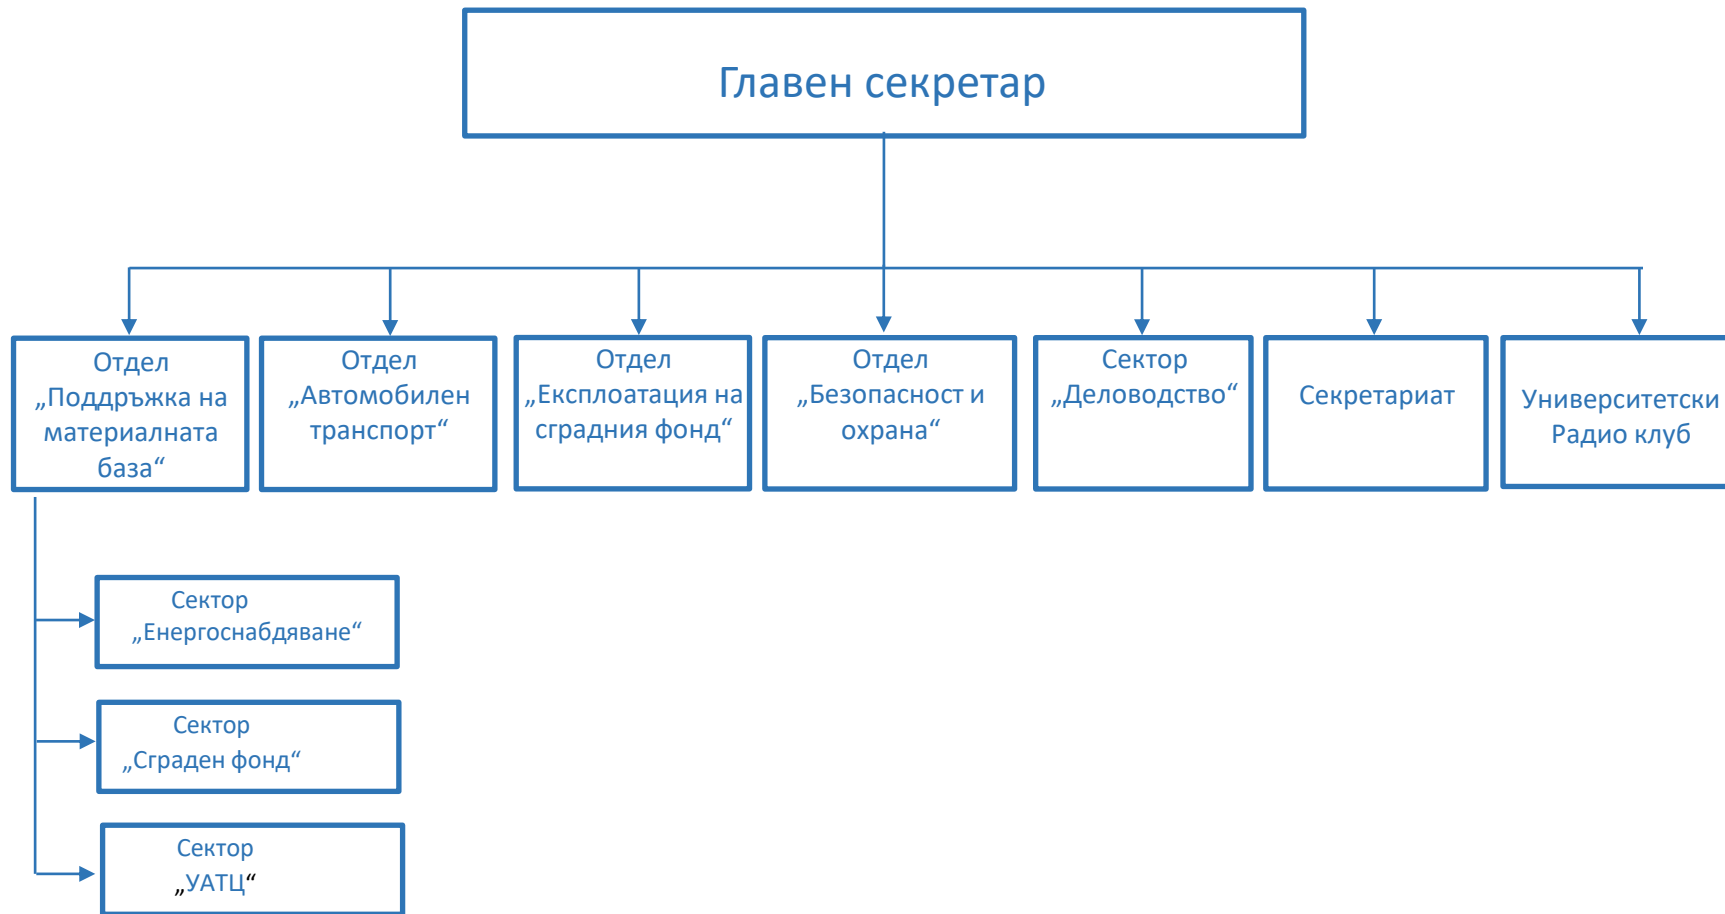 Главен секретар
Отдел
„Поддръжка на
материалната
база“
Отдел
„Автомобилен
транспорт“
Отдел
„Експлоатация на
сградния фонд“
Отдел
„Безопасност и
охрана“
Сектор
„Деловодство“
Секретариат
Университетски
Радио клуб
Сектор
„Енергоснабдяване“
Сектор
„Сграден фонд“
Сектор
„УАТЦ“